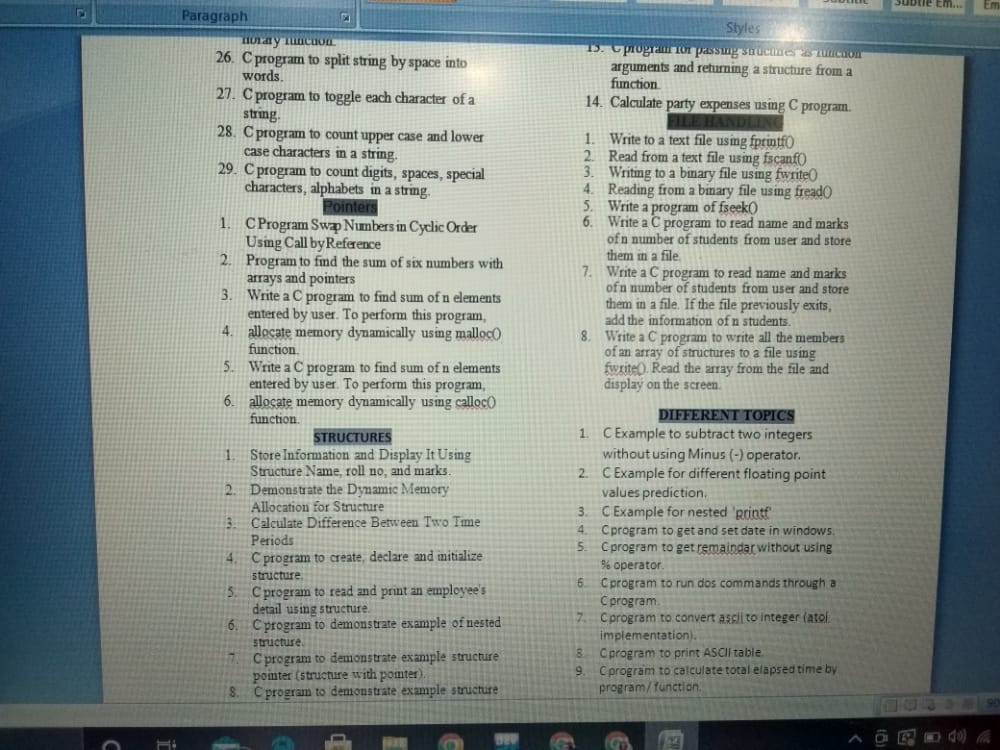 Paragraph
Styles
Subtle Em...
Em
26. C program to split string by space into
words.
27. C program to toggle each character of a
string.
28. C program to count upper case and lower
case characters in a string.
29. C program to count digits, spaces, special
characters, alphabets in a string.
Pointers
1. C Program Swap Numbers in Cyclic Order
Using Call by Reference
2. Program to find the sum of six numbers with
arrays and pointers
3. Write a C program to find sum of n elements
entered by user. To perform this program,
4. allocate memory dynamically using malloc()
function.
5. Write a C program to find sum of n elements
entered by user. To perform this program,
6. allocate memory dynamically using calloc()
function.
STRUCTURES
1. Store Information and Display It Using
Structure Name, roll no, and marks.
2. Demonstrate the Dynamic Memory
Allocation for Structure
3. Calculate Difference Between Two Time
Periods
4. C program to create, declare and initialize
structure.
5. C program to read and print an employee's
detail using structure.
6. C program to demonstrate example of nested
structure.
7. C program to demonstrate example structure
pointer (structure with pointer).
8. C program to demonstrate example structure
13. C program for passing structures as function
arguments and returning a structure from a
function.
14. Calculate party expenses using C program.
FILE HANDLING
1. Write to a text file using fprintf()
2. Read from a text file using fscanf()
3. Writing to a binary file using fwrite()
4. Reading from a binary file using fread()
5. Write a program of fseek()
6. Write a C program to read name and marks
of n number of students from user and store
them in a file.
7. Write a C program to read name and marks
of n number of students from user and store
them in a file. If the file previously exits,
add the information of n students.
8. Write a C program to write all the members
of an array of structures to a file using
fwrite(). Read the array from the file and
display on the screen.
DIFFERENT TOPICS
1. C Example to subtract two integers
without using Minus (-) operator.
2. C Example for different floating point
values prediction.
3. C Example for nested 'printf'
4. C program to get and set date in windows.
5. C program to get remaindar without using
% operator.
6. C program to run dos commands through a
C program.
7. C program to convert ascii to integer (atoi
implementation).
8. C program to print ASCII table.
9. C program to calculate total elapsed time by
program/ function.